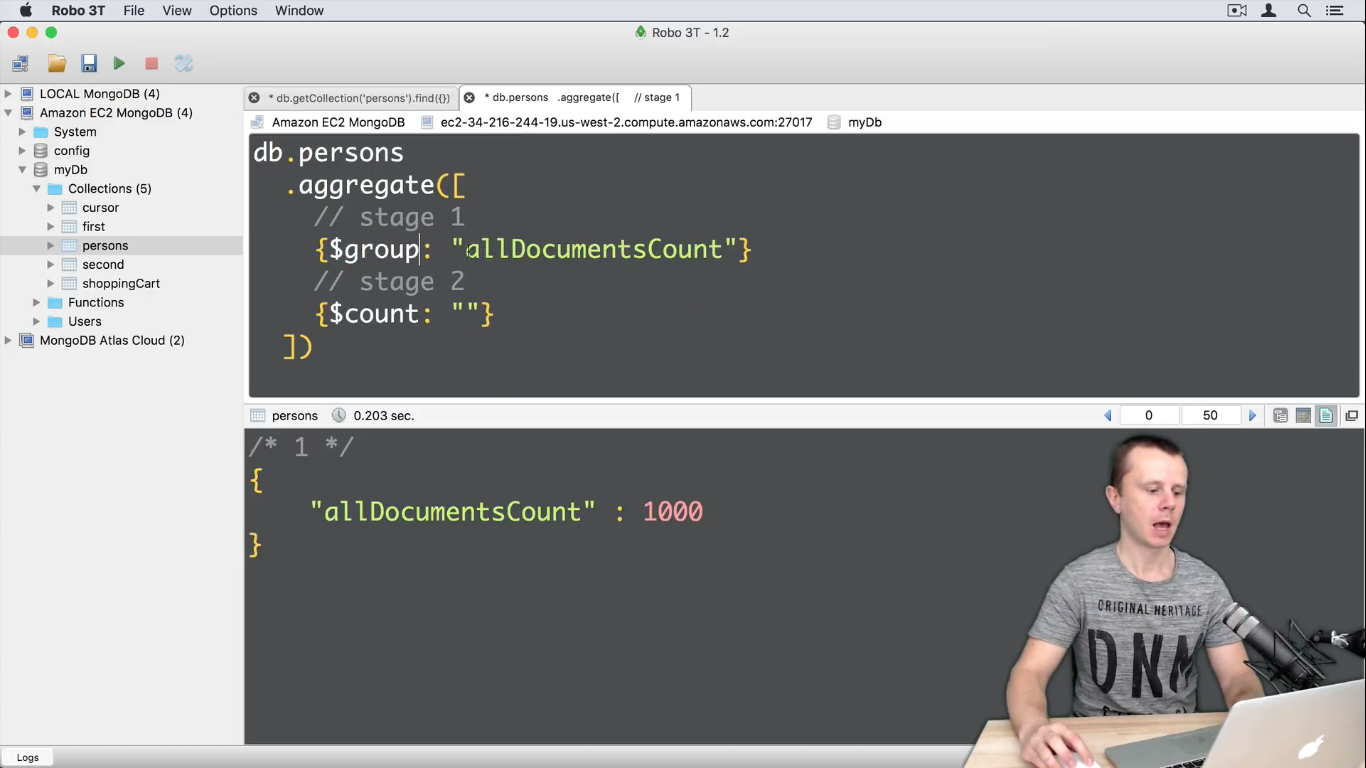 Robo 3T File View Options Window
Robo 3T - 1.2
LOCAL MongoDB (4)
Amazon EC2 MongoDB (4)
System
config
myDb
Collections (5)
cursor
first
persons
second
shoppingCart
Functions
Users
MongoDB Atlas Cloud (2)
* db.getCollection('persons').find({}) * db.persons .aggregate([ // stage 1
Amazon EC2 MongoDB ec2-34-216-244-19.us-west-2.compute.amazonaws.com:27017 myDb
db.persons
.aggregate([
// stage 1
{$group: "allDocumentsCount"}
// stage 2
{$count: ""}
])
persons 0.203 sec. 0 50
/* 1 */
{
"allDocumentsCount" : 1000
}
ORIGINAL HERITAGE
DNM
Logs